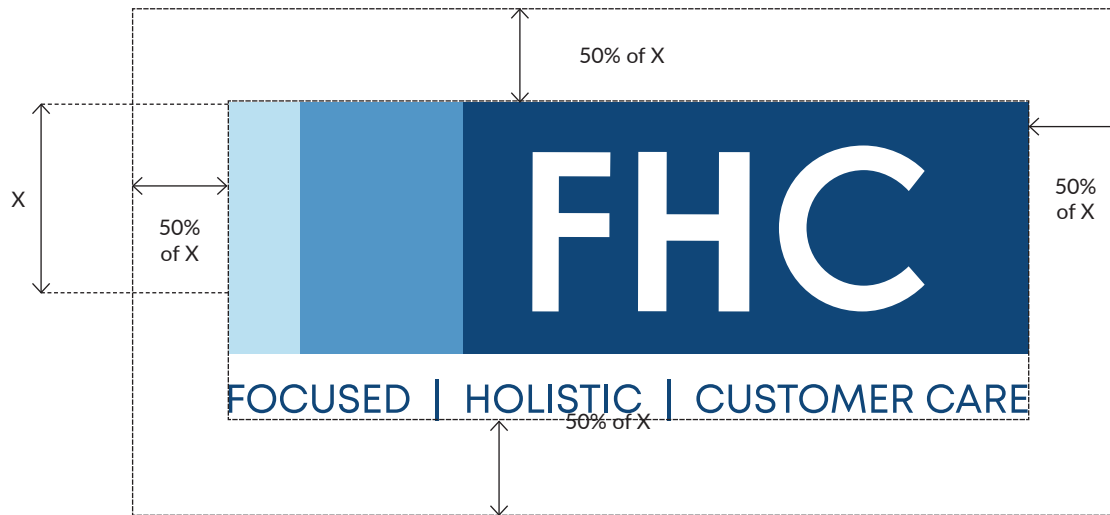 50% of X
X
50%
of X
50%
of X
FHC
FOCUSED | HOLISTIC | CUSTOMER CARE
50% of X